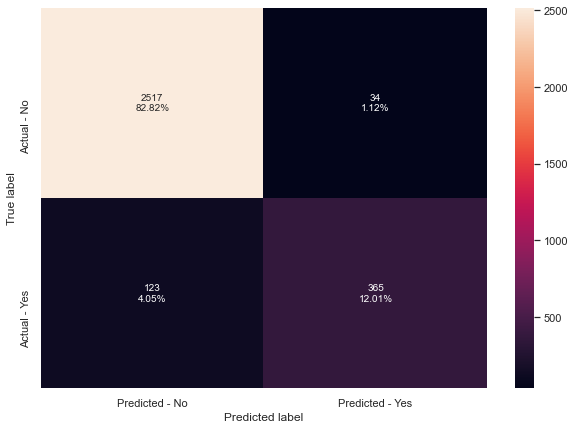 2517
82.82%
34
1.12%
123
4.05%
365
12.01%
Actual - No
Actual - Yes
True label
Predicted - No
Predicted - Yes
Predicted label
2500
2000
1500
1000
500